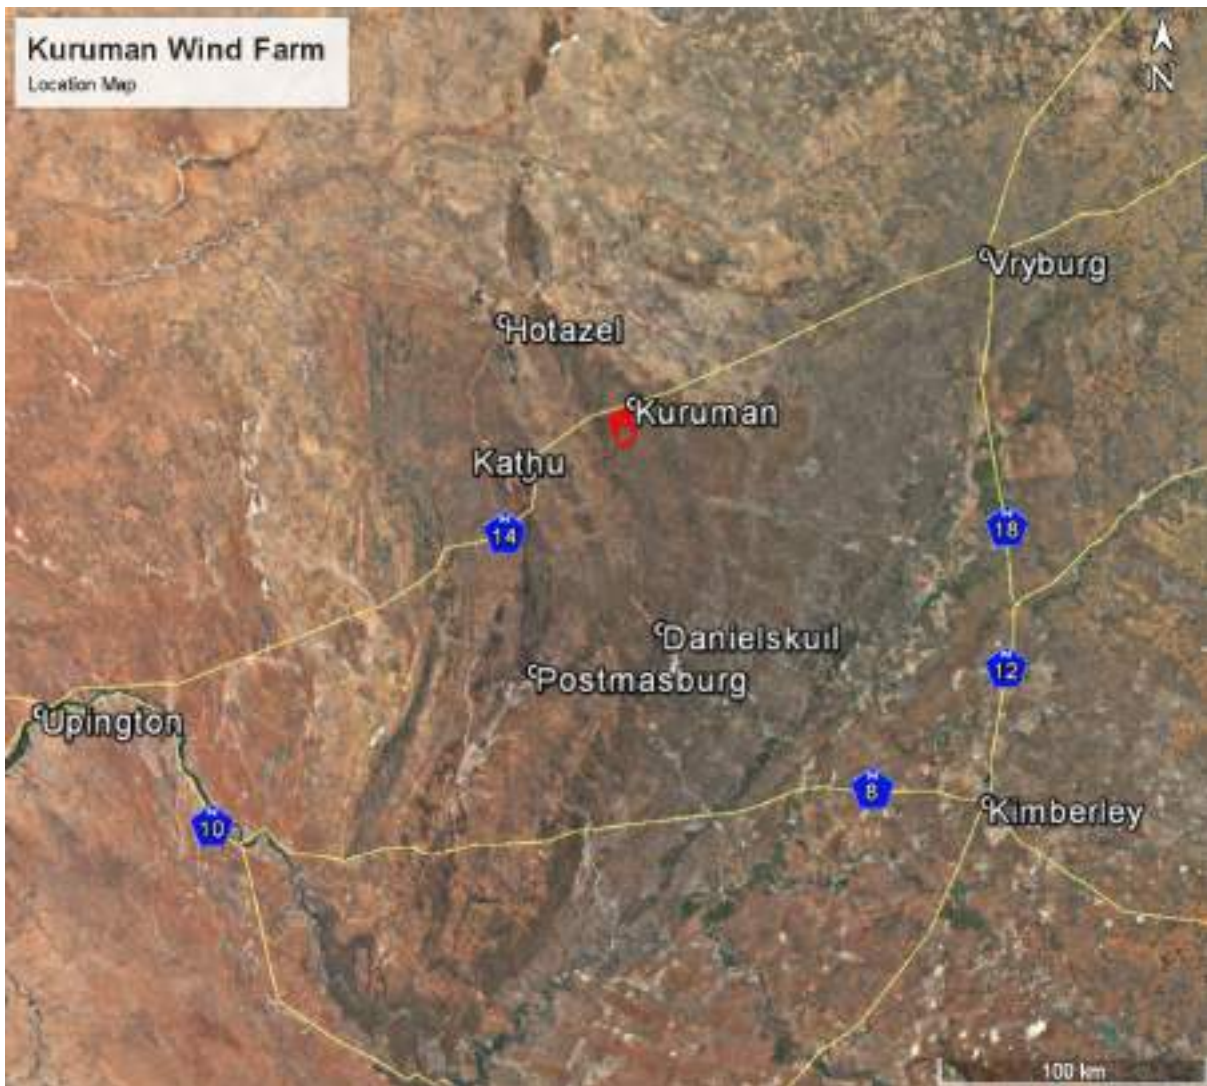 Kuruman Wind Farm
Location Map
N
Vryburg
Hotazel
Kuruman
Kathu
N
14
N
18
Danielskuil
N
12
Postmasburg
Upington
N
8
N
10
Kimberley
100 km